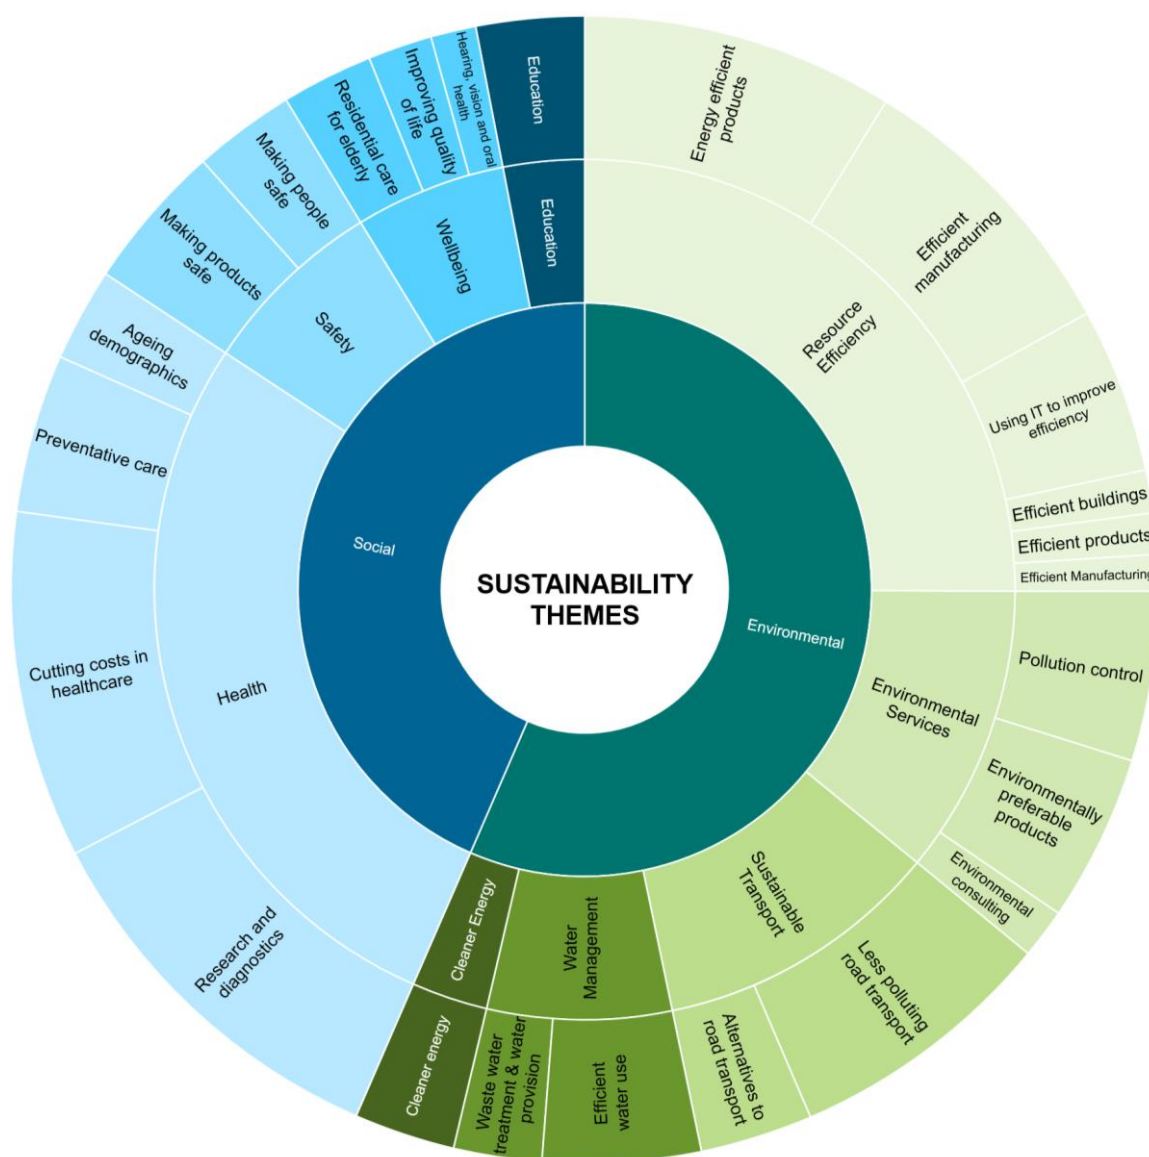 SUSTAINABILITY
THEMES
Environmental
Social
Resource
Efficiency
Environmental
Services
Sustainable
Transport
Water
Management
Cleaner Energy
Health
Safety
Wellbeing
Education
Energy efficient
products
Efficient
manufacturing
Using IT to improve
efficiency
Efficient buildings
Efficient products
Efficient Manufacturing
Pollution control
Environmentally
preferable
products
Environmental
consulting
Less polluting
road transport
Alternatives to
road transport
Efficient
water use
Waste water
treatment & water
provision
Cleaner energy
Research and
diagnostics
Cutting costs in
healthcare
Preventative care
Ageing
demographics
Making products
safe
Making people
safe
Residential care
for elderly
Improving quality
of life
Hearing, vision and oral
health
Education